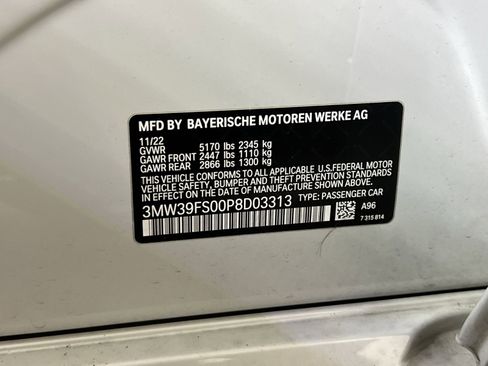 MFD BY BAYERISCHE MOTOREN WERKE AG
11/22
GVWR 5170 lbs 2345 kg
GAWR FRONT 2447 lbs 1110 kg
GAWR REAR 2866 lbs 1300 kg
THIS VEHICLE CONFORMS TO ALL APPLICABLE U.S.FEDERAL MOTOR
VEHICLE SAFETY, BUMPER, AND THEFT PREVENTION STANDARDS
IN EFFECT ON THE DATE OF MANUFACTURE SHOWN ABOVE.
3MW39FS00P8D03313 TYPE: PASSENGER CAR
A96
7 315 814